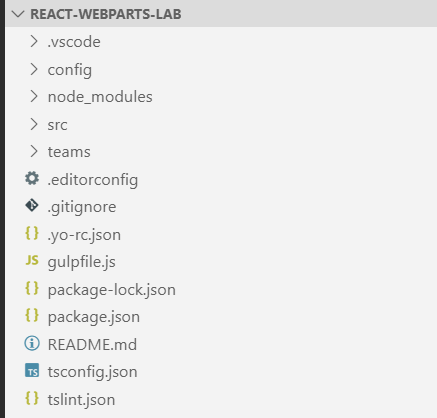 REACT-WEBPARTS-LAB
.vscode
config
node_modules
src
teams
.editorconfig
.gitignore
{} .yo-rc.json
JS gulpfile.js
{} package-lock.json
{} package.json
README.md
TS tsconfig.json
{} tslint.json